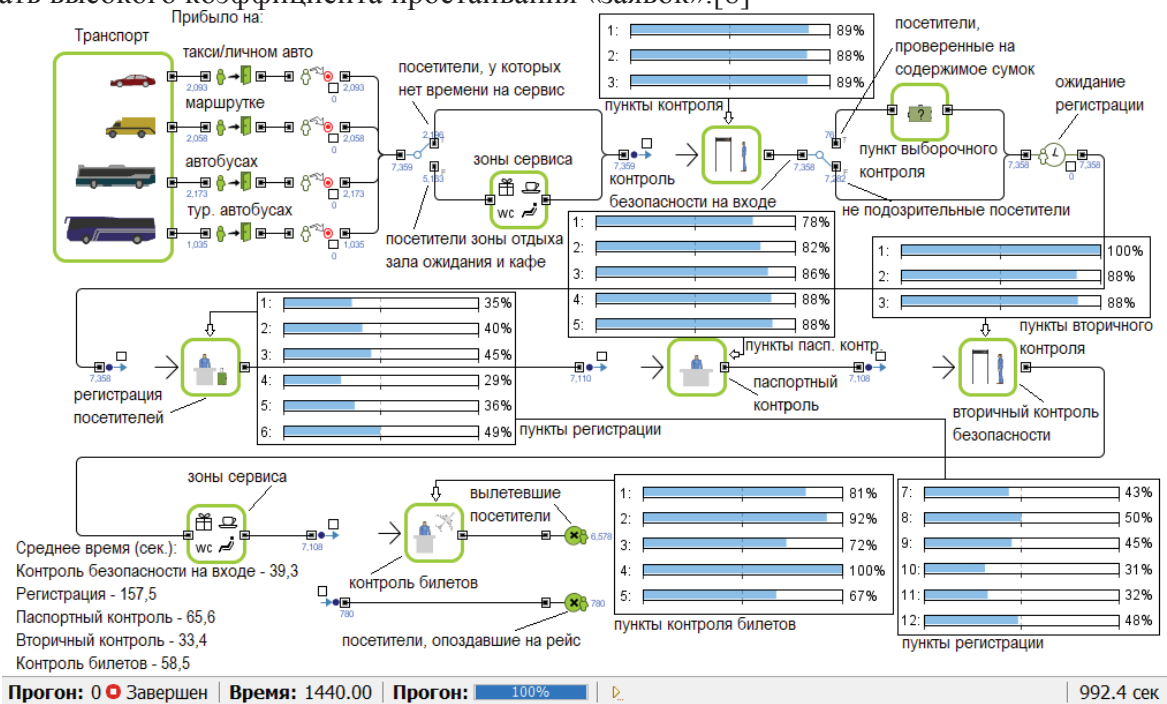 ать высокого коэффициента простаивания «заявок».[6]
Прибыло на:
Транспорт
такси/личном авто
2,093
2,093
0
маршрутке
2,058
2,058
0
автобусах
2,173
2,173
0
тур. автобусах
1,035
1,035
0
посетители, у которых
нет времени на сервис
7,359
T
F
зоны сервиса
WC
посетители зоны отдыха
зала ожидания и кафе
7,359
контроль
безопасности на входе
1: 89%
2: 88%
3: 89%
пункты контроля
7,358
посетители,
проверенные на
содержимое сумок
76
T
F
7,282
?
пункт выборочного
контроля
не подозрительные посетители
ожидание
регистрации
7,358
7,358
0
1: 78%
2: 82%
3: 86%
4: 88%
5: 88%
пункты пасп. контр.
1: 100%
2: 88%
3: 88%
пункты вторичного
контроля
1: 35%
2: 40%
3: 45%
4: 29%
5: 36%
6: 49%
пункты регистрации
7,358
регистрация
посетителей
7,110
паспортный
контроль
7,108
вторичный контроль
безопасности
зоны сервиса
WC
7,108
контроль билетов
вылетевшие
посетители
6,578
780
780
посетители, опоздавшие на рейс
1: 81%
2: 92%
3: 72%
4: 100%
5: 67%
пункты контроля билетов
7: 43%
8: 50%
9: 45%
10: 31%
11: 32%
12: 48%
пункты регистрации
Среднее время (сек.):
Контроль безопасности на входе - 39,3
Регистрация - 157,5
Паспортный контроль - 65,6
Вторичный контроль - 33,4
Контроль билетов - 58,5
Прогон: 0 Завершен Время: 1440.00 Прогон: 100% 992.4 сек